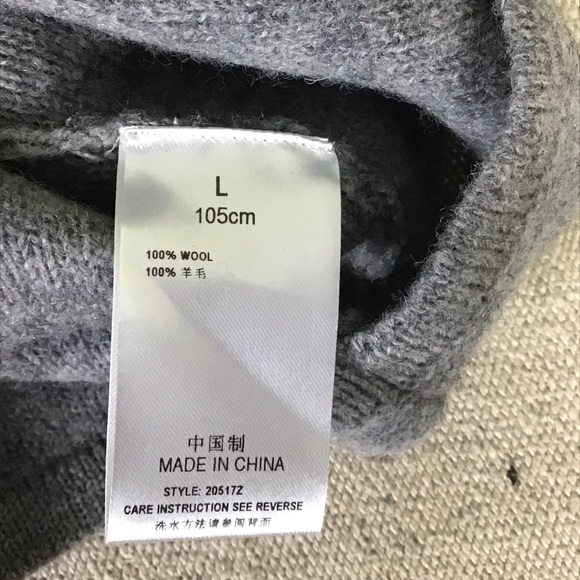 L
105cm
100% WOOL
100% 羊毛
中国制
MADE IN CHINA
STYLE: 20517Z
CARE INSTRUCTION SEE REVERSE
洗水方法请参阅背面